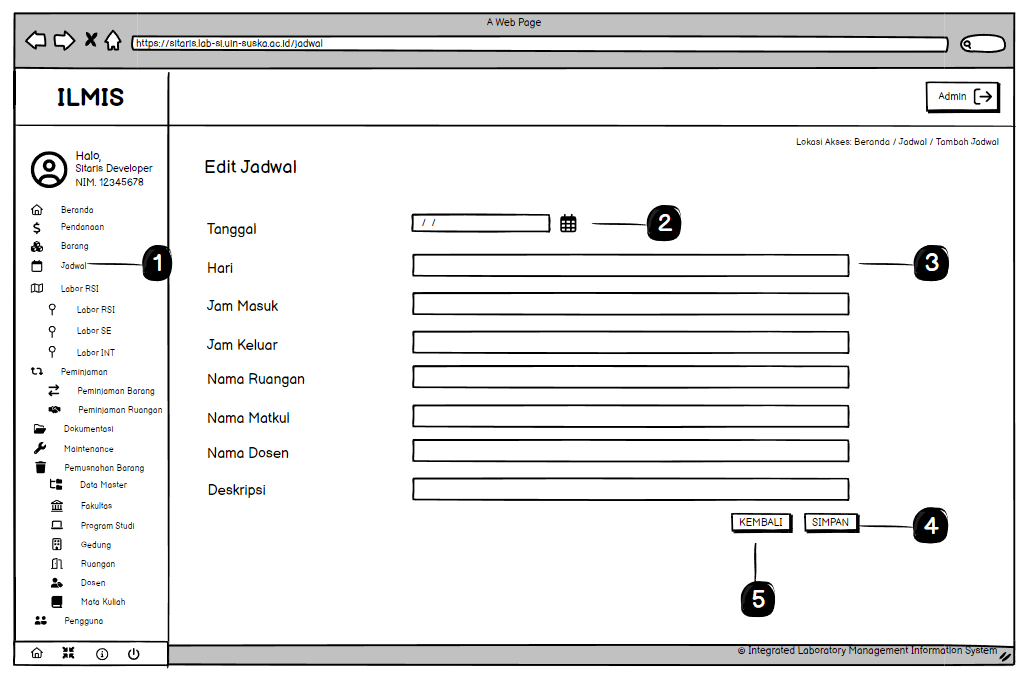 A Web Page
https://sitaris.lab-si.uin-suska.ac.id/jadwal
ILMIS
Admin
Lokasi Akses: Beranda / Jadwal / Tambah Jadwal
Halo,
Sitaris Developer
NIM. 12345678
Beranda
Pendanaan
Barang
Jadwal
1
Labor RSI
Labor RSI
Labor SE
Labor INT
Peminjaman
Peminjaman Barang
Peminjaman Ruangan
Dokumentasi
Maintenance
Pemusnahan Barang
Data Master
Fakultas
Program Studi
Gedung
Ruangan
Dosen
Mata Kuliah
Pengguna
Edit Jadwal
Tanggal / / 2
Hari 3
Jam Masuk
Jam Keluar
Nama Ruangan
Nama Matkul
Nama Dosen
Deskripsi
KEMBALI SIMPAN 4
5
© Integrated Laboratory Management Information System